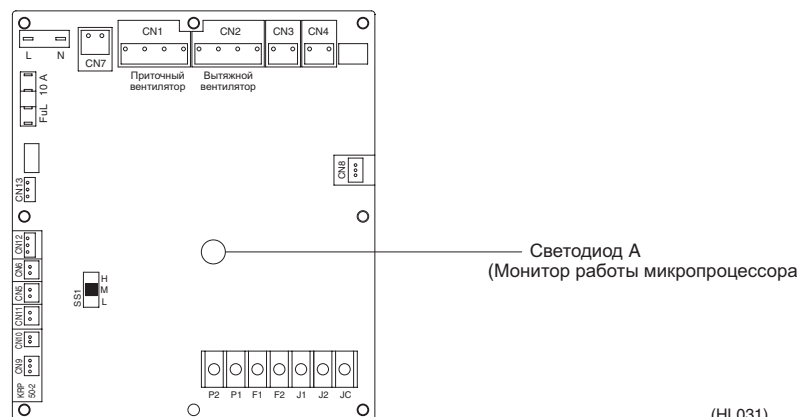 CN1
CN2
CN3
CN4
L
N
CN7
Приточный
вентилятор
Вытяжной
вентилятор
FuL 10 A
CN8
CN13
CN12
CN6
CN5
CN11
CN10
CN9
KRP
50-2
SS1
H
M
L
Светодиод А
(Монитор работы микропроцессора
P2 P1 F1 F2 J1 J2 JC
(HL031)